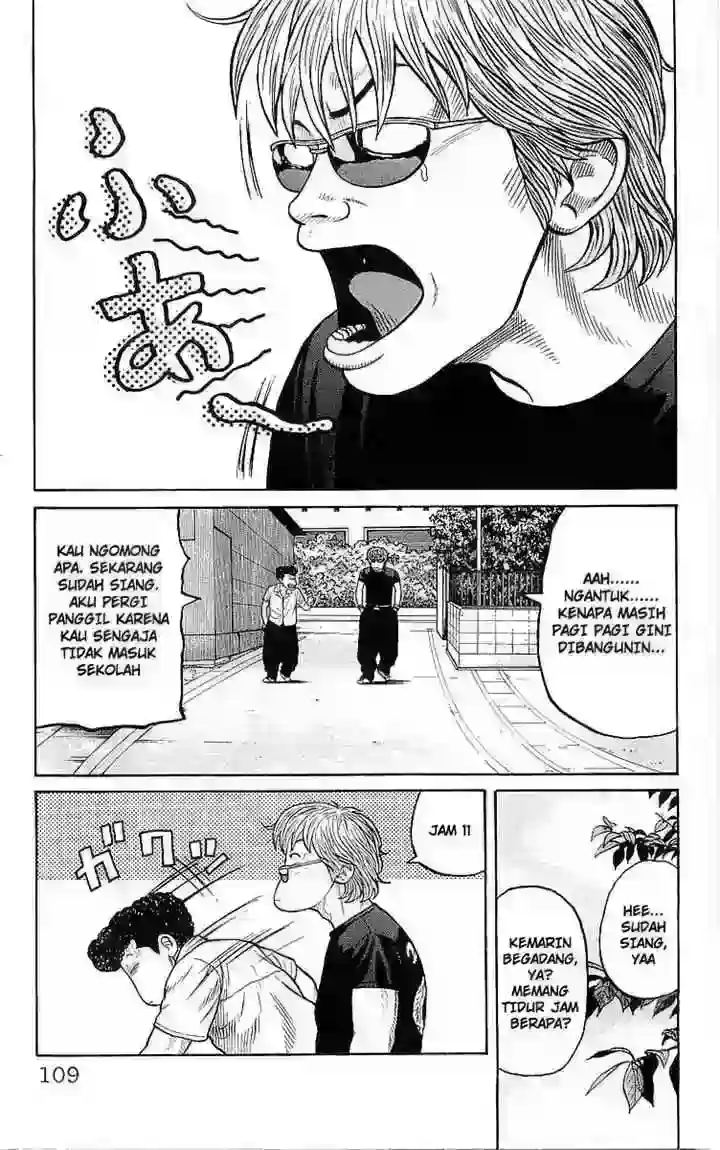 ふぁ〜
AAH......
NGANTUK......
KENAPA MASIH
PAGI PAGI GINI
DIBANGUNIN...
KAU NGOMONG
APA. SEKARANG
SUDAH SIANG.
AKU PERGI
PANGGIL KARENA
KAU SENGAJA
TIDAK MASUK
SEKOLAH
HEE...
SUDAH
SIANG,
YAA
KEMARIN
BEGADANG,
YA?
MEMANG
TIDUR JAM
BERAPA?
JAM 11
ガクッ
109